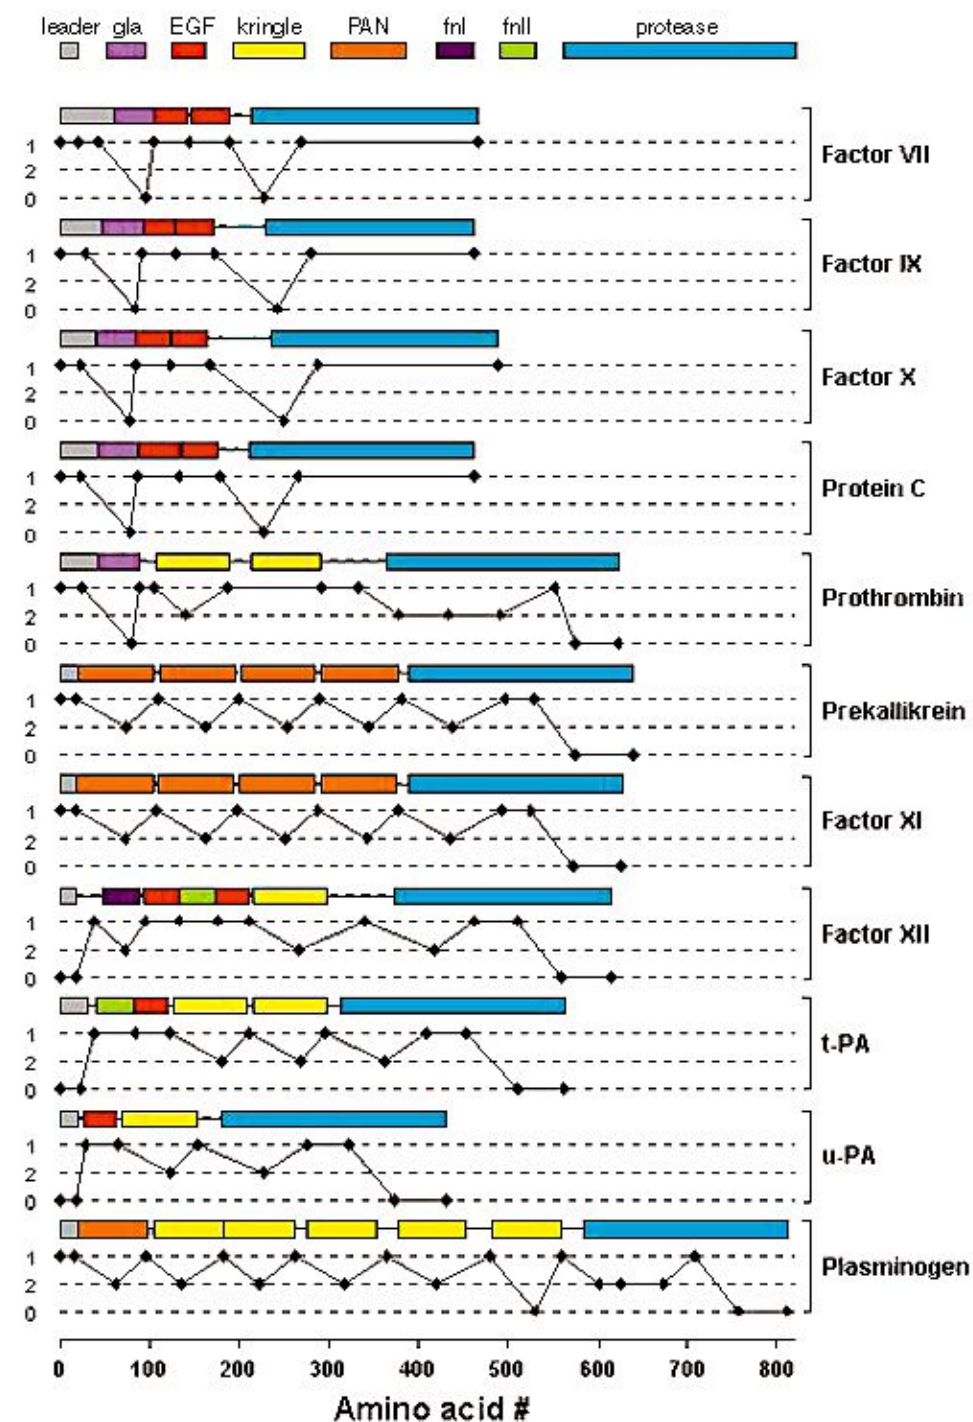 leader gla EGF kringle PAN fnI fnII protease
1
2
0
Factor VII
1
2
0
Factor IX
1
2
0
Factor X
1
2
0
Protein C
1
2
0
Prothrombin
1
2
0
Prekallikrein
1
2
0
Factor XI
1
2
0
Factor XII
1
2
0
t-PA
1
2
0
u-PA
1
2
0
Plasminogen
0 100 200 300 400 500 600 700 800
Amino acid #